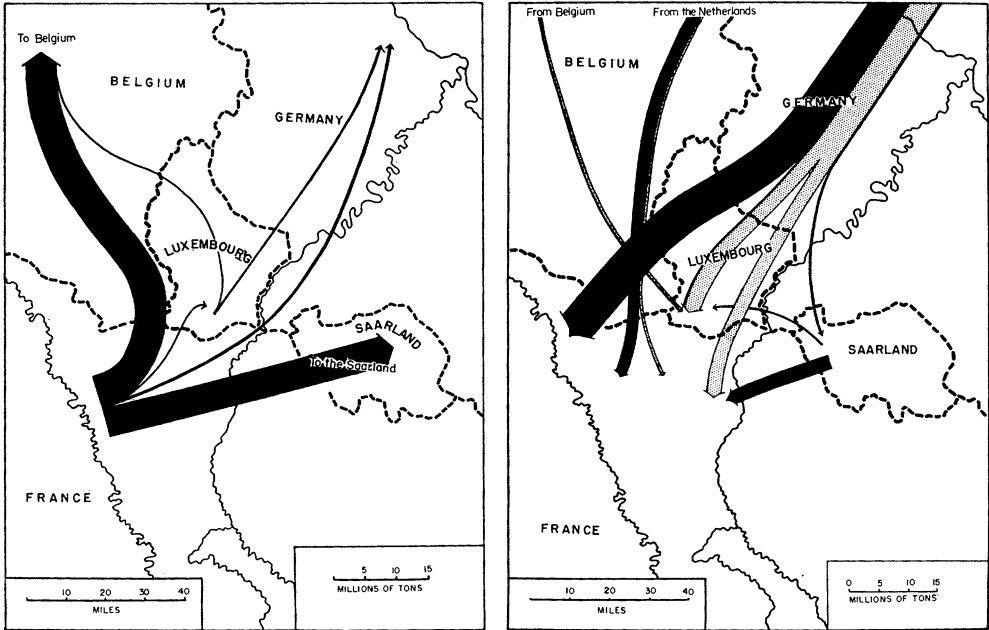 To Belgium
BELGIUM
GERMANY
LUXEMBOURG
SAARLAND
To the Saarland
FRANCE
5 10 15
MILLIONS OF TONS
10 20 30 40
MILES
From Belgium
From the Netherlands
BELGIUM
GERMANY
LUXEMBOURG
SAARLAND
FRANCE
0 5 10 15
MILLIONS OF TONS
10 20 30 40
MILES